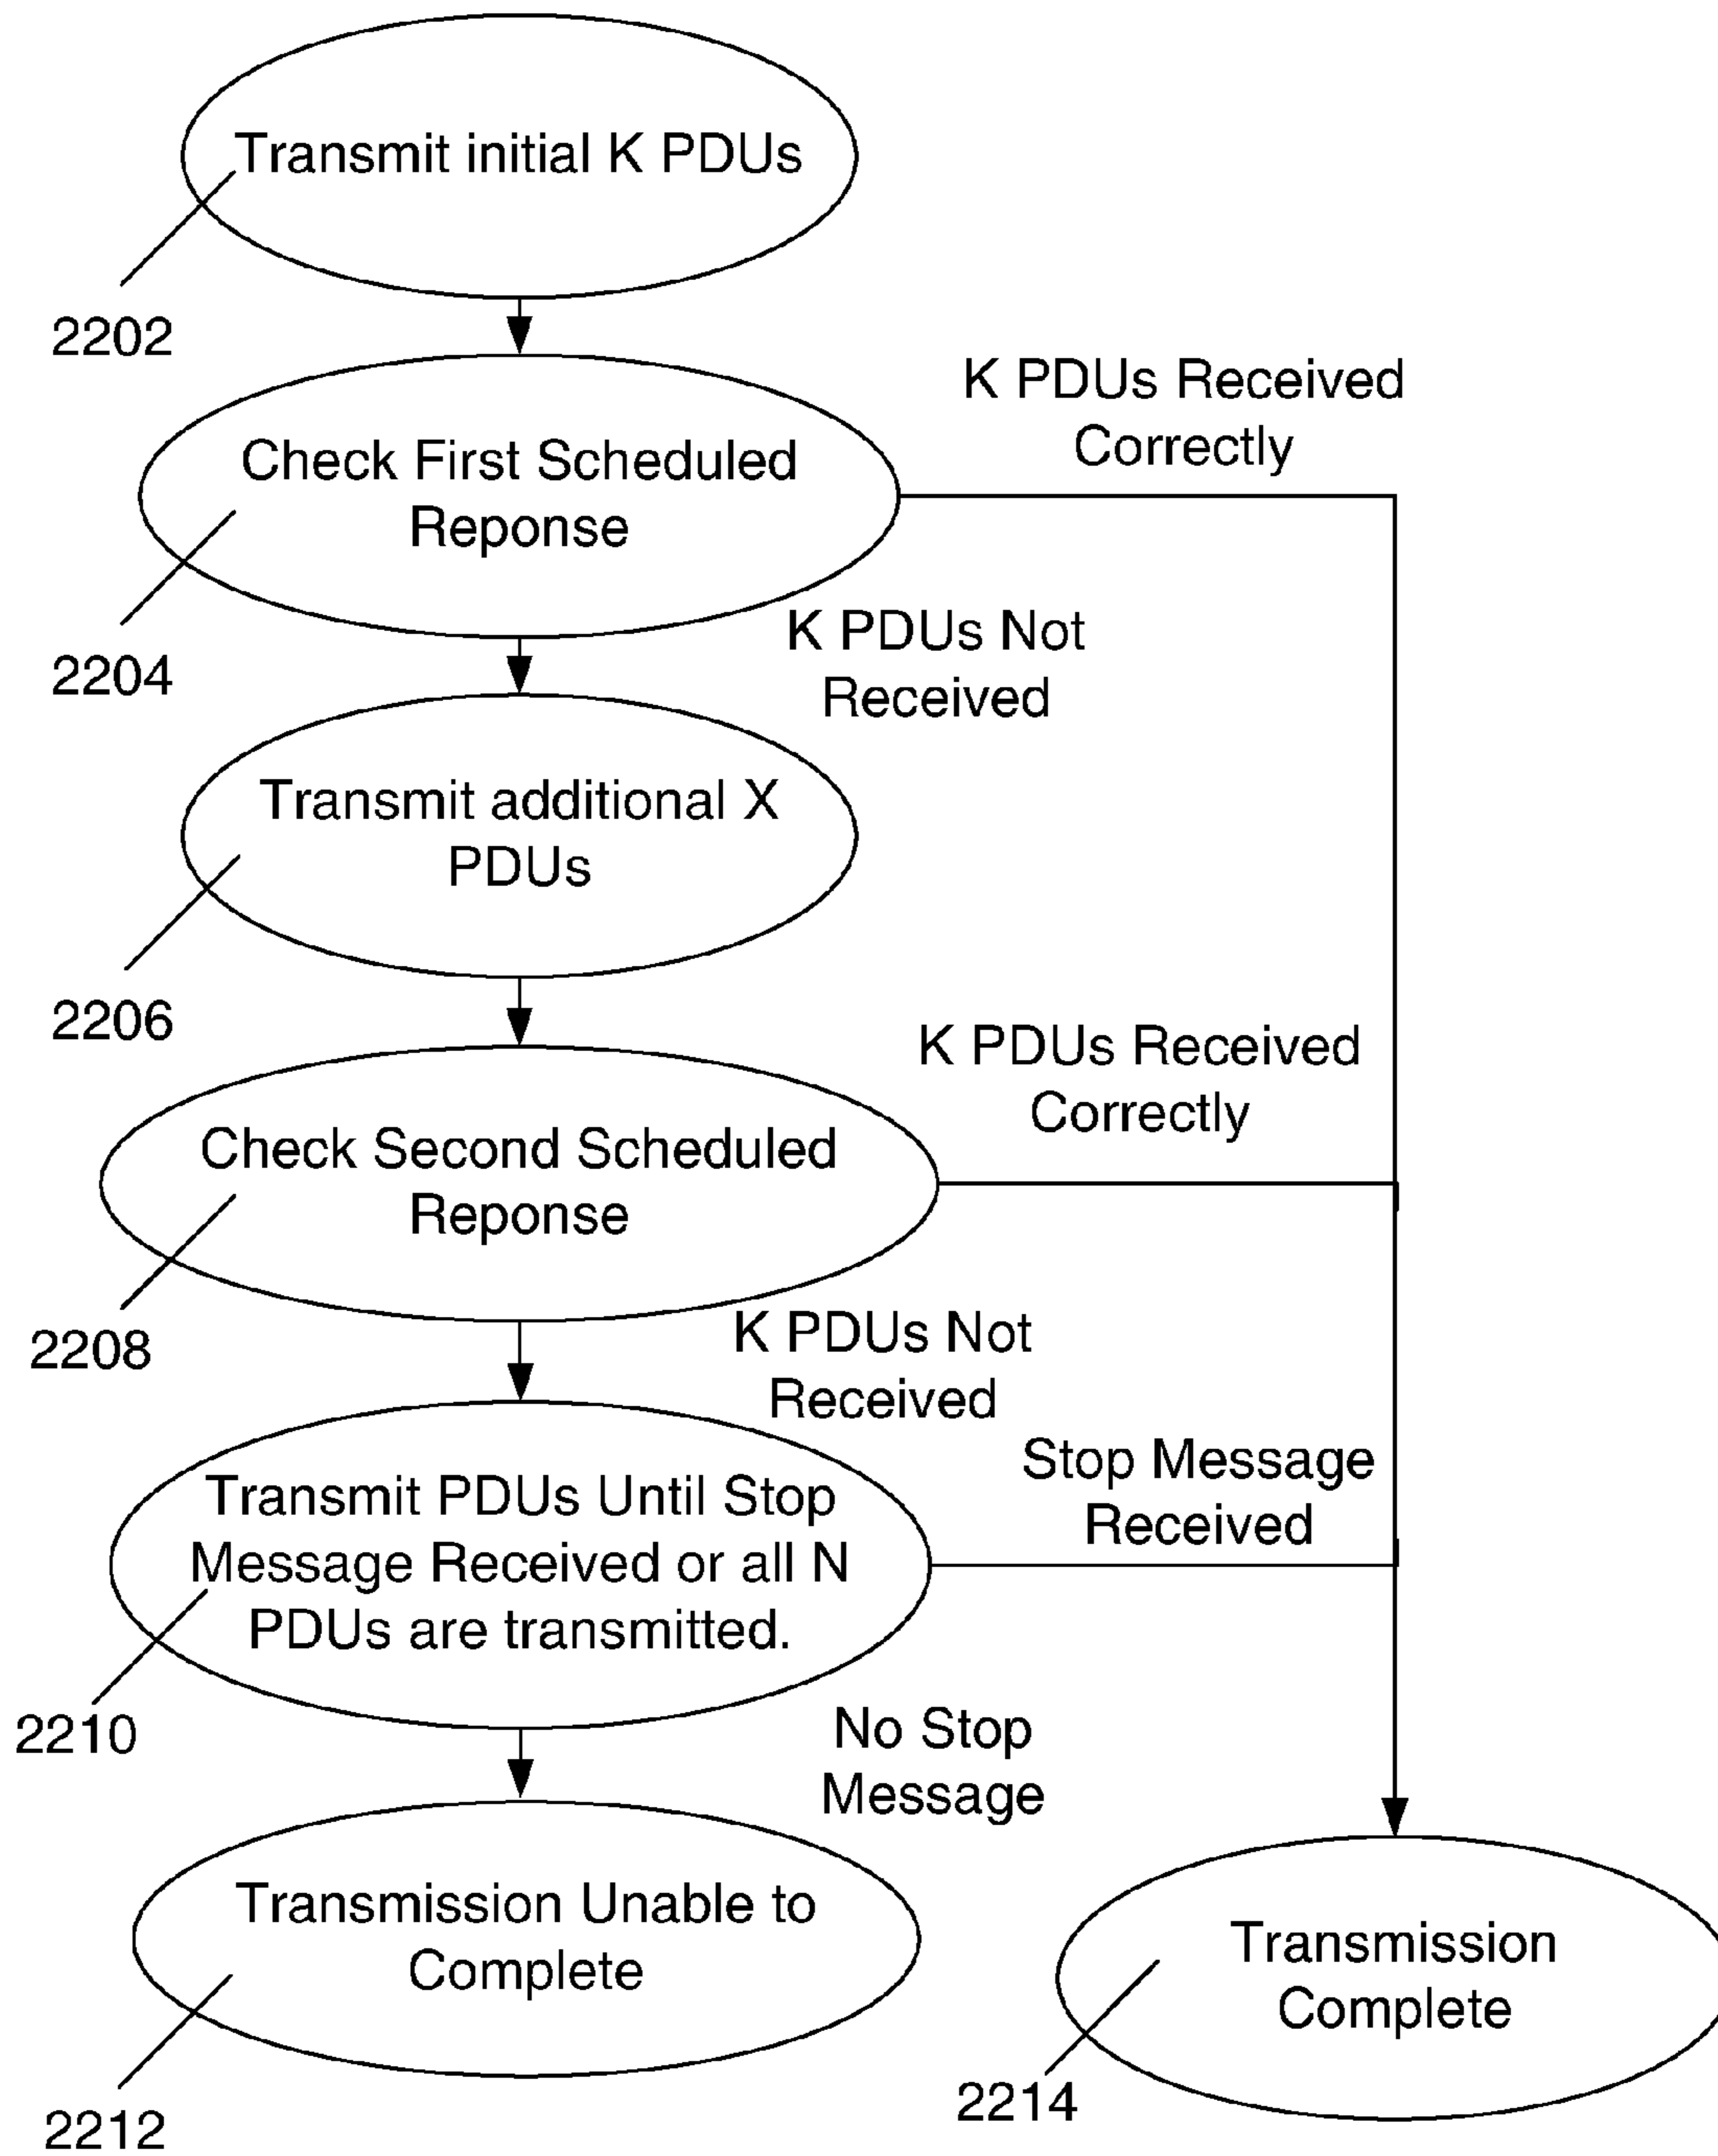 Transmit initial K PDUs
2202
K PDUs Received
Correctly
Check First Scheduled
Reponse
2204
K PDUs Not
Received
Transmit additional X
PDUs
2206
K PDUs Received
Correctly
Check Second Scheduled
Reponse
2208
K PDUs Not
Received
Stop Message
Received
Transmit PDUs Until Stop
Message Received or all N
PDUs are transmitted.
2210
No Stop
Message
Transmission Unable to
Complete
2212
Transmission
Complete
2214